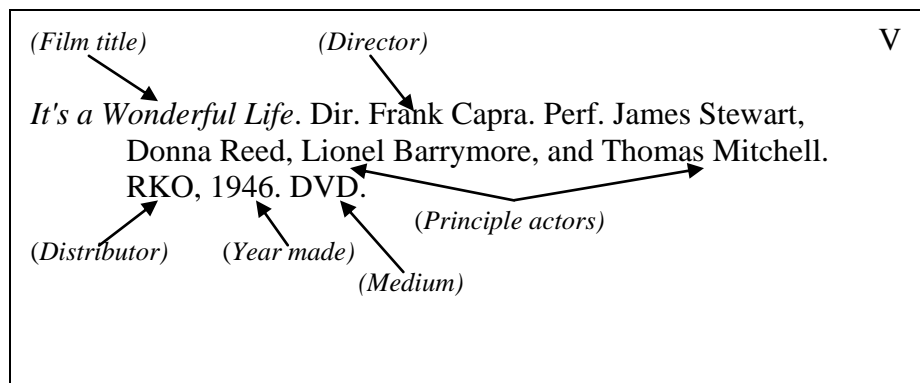 (Film title) (Director) V
It's a Wonderful Life. Dir. Frank Capra. Perf. James Stewart,
Donna Reed, Lionel Barrymore, and Thomas Mitchell.
RKO, 1946. DVD.
(Principle actors)
(Distributor) (Year made)
(Medium)